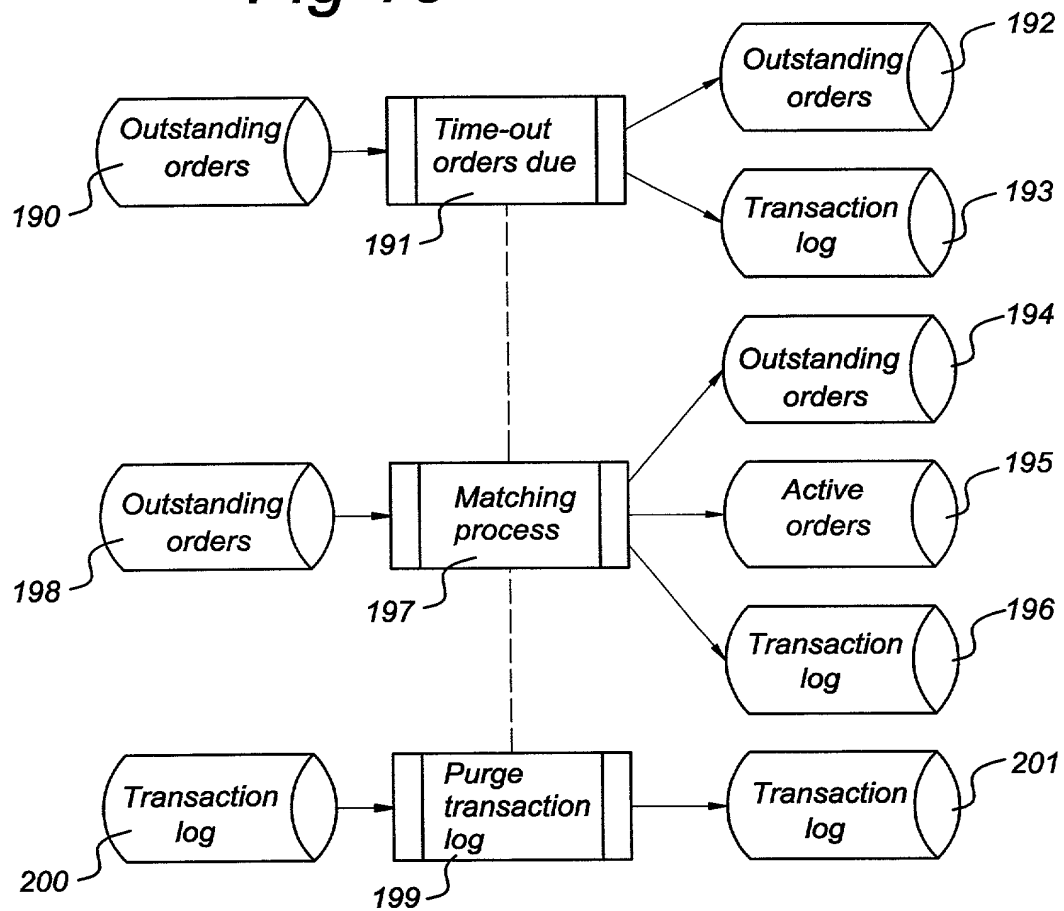 192
Outstanding
orders
Outstanding
orders
Time-out
orders due
190
191
193
Transaction
log
194
Outstanding
orders
195
Active
orders
Outstanding
orders
Matching
process
198
197
196
Transaction
log
201
Transaction
log
Purge
transaction
log
Transaction
log
200
199